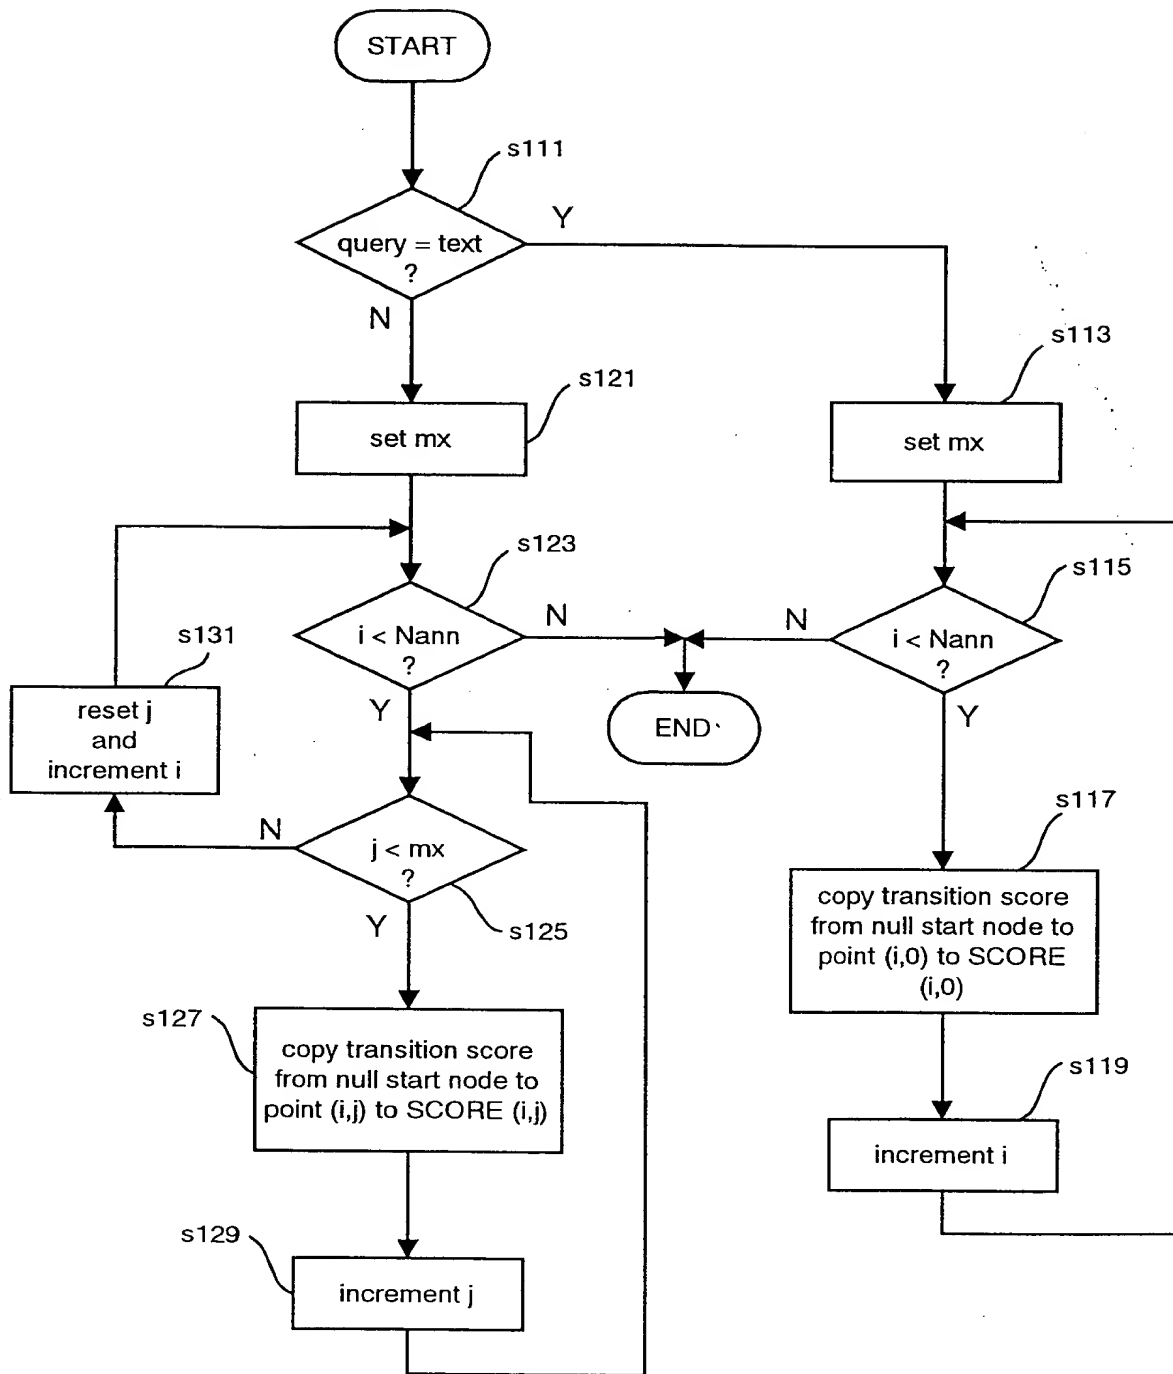 START
s111
query = text
?
Y
N
s113
s121
set mx
set mx
s123
s115
i < Nann
?
N
N
i < Nann
?
s131
reset j
and
increment i
Y
END
Y
s117
N
j < mx
?
s125
Y
copy transition score
from null start node to
point (i,0) to SCORE
(i,0)
s127
copy transition score
from null start node to
point (i,j) to SCORE (i,j)
s119
increment i
s129
increment j